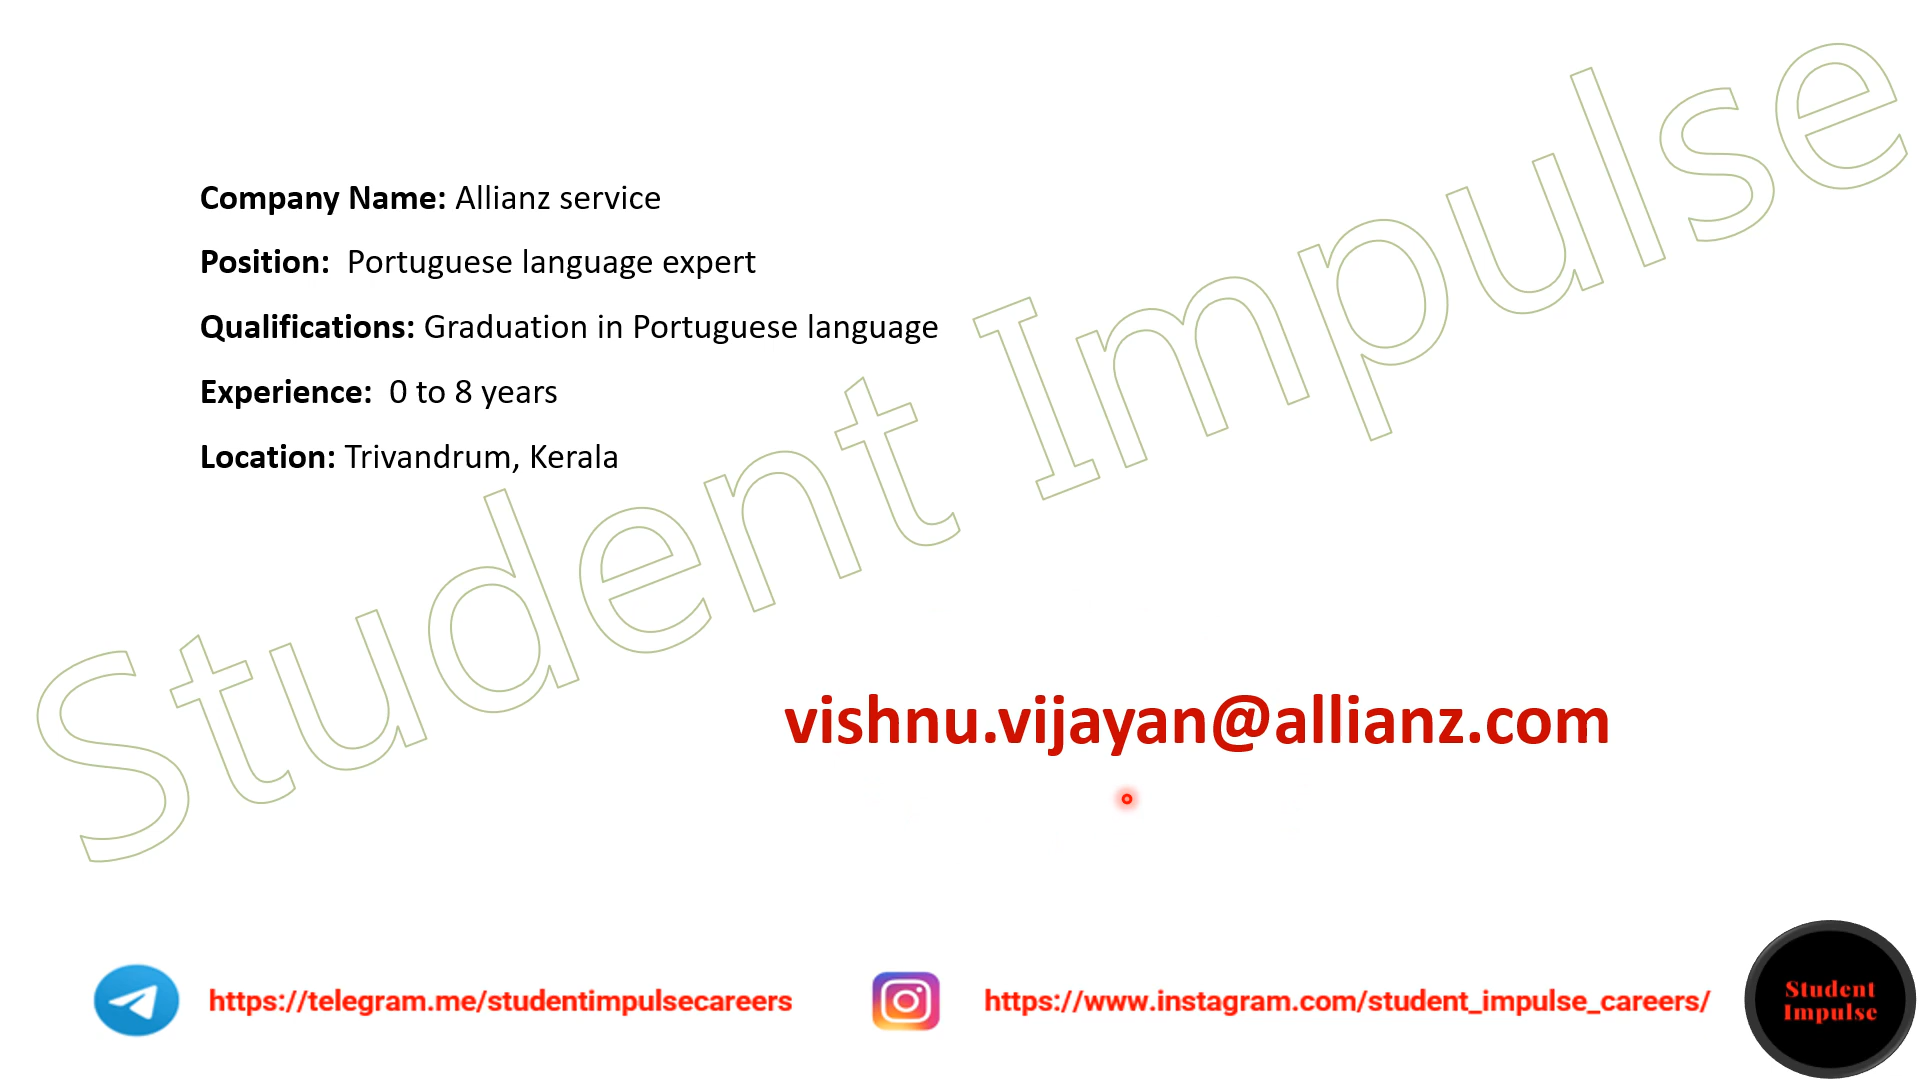 Company Name: Allianz service
Position: Portuguese language expert
Qualifications: Graduation in Portuguese language
Experience: 0 to 8 years
Location: Trivandrum, Kerala
Student Impulse
vishnu.vijayan@allianz.com
https://telegram.me/studentimpulsecareers
https://www.instagram.com/student_impulse_careers/
Student
Impulse